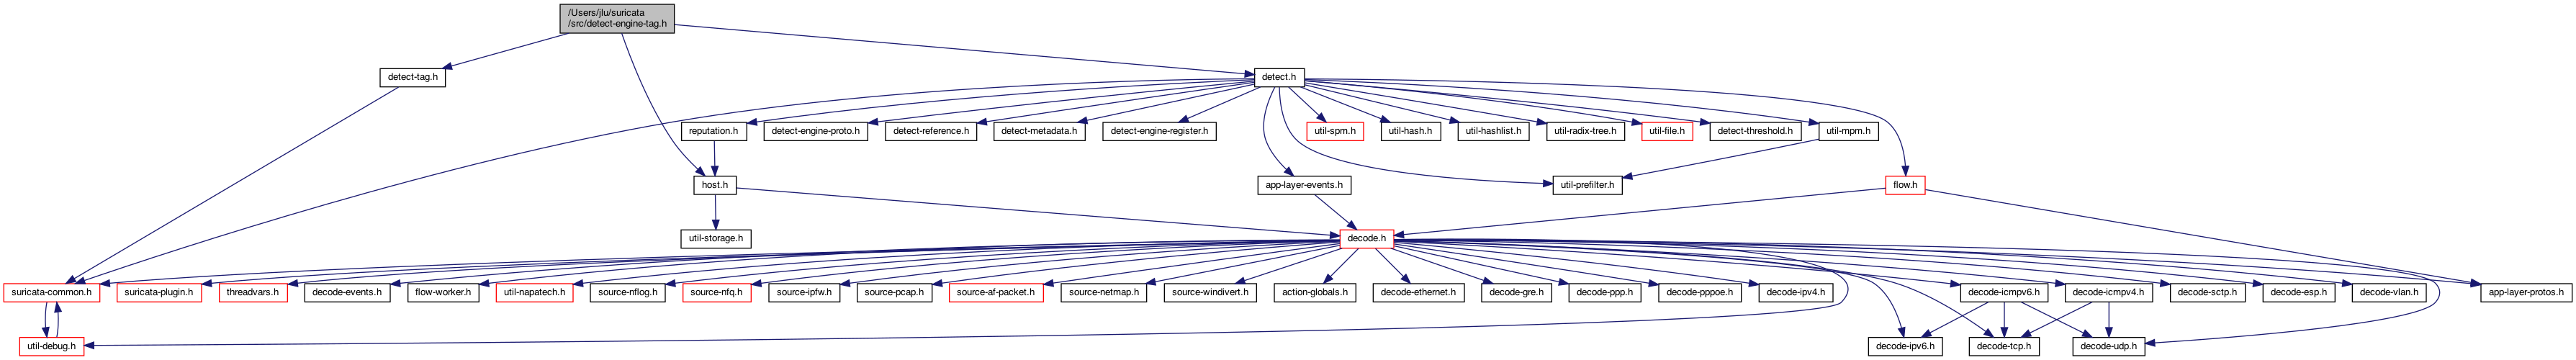 /Users/jlu/suricata
/src/detect-engine-tag.h
detect-tag.h
detect.h
reputation.h
detect-engine-proto.h
detect-reference.h
detect-metadata.h
detect-engine-register.h
util-spm.h
util-hash.h
util-hashlist.h
util-radix-tree.h
util-file.h
detect-threshold.h
util-mpm.h
host.h
app-layer-events.h
util-prefilter.h
flow.h
util-storage.h
decode.h
suricata-common.h
suricata-plugin.h
threadvars.h
decode-events.h
flow-worker.h
util-napatech.h
source-nflog.h
source-nfq.h
source-ipfw.h
source-pcap.h
source-af-packet.h
source-netmap.h
source-windivert.h
action-globals.h
decode-ethernet.h
decode-gre.h
decode-ppp.h
decode-pppoe.h
decode-ipv4.h
decode-icmpv6.h
decode-icmpv4.h
decode-sctp.h
decode-esp.h
decode-vlan.h
app-layer-protos.h
util-debug.h
decode-ipv6.h
decode-tcp.h
decode-udp.h